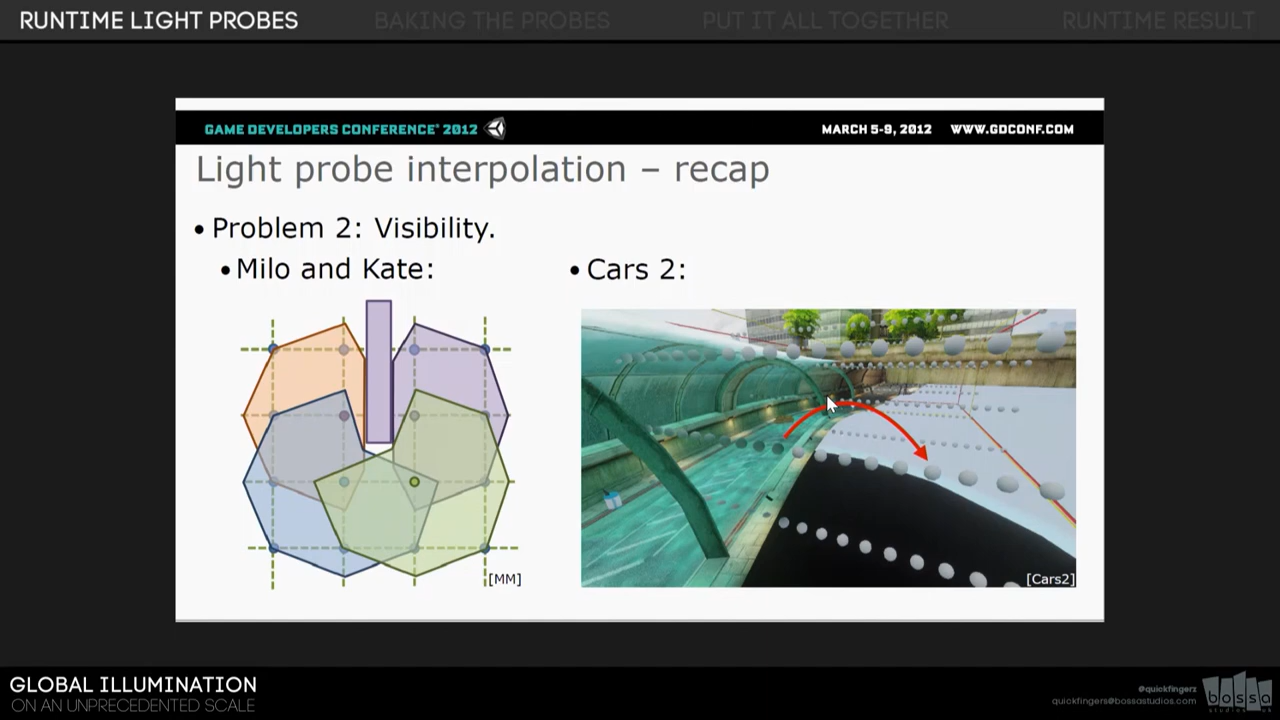 RUNTIME LIGHT PROBES
BAKING THE PROBES
PUT IT ALL TOGETHER
RUNTIME RESULT
GAME DEVELOPERS CONFERENCE® 2012
MARCH 5-9, 2012
WWW.GDCONF.COM
Light probe interpolation – recap
• Problem 2: Visibility.
• Milo and Kate:
• Cars 2:
[MM]
[Cars2]
GLOBAL ILLUMINATION
ON AN UNPRECEDENTED SCALE
@quickfingerz
quickfingers@bossastudios.com
bossa
studios